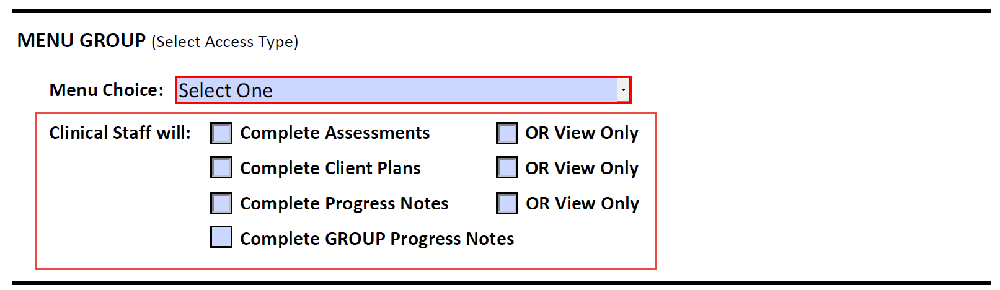 MENU GROUP (Select Access Type)
Menu Choice: Select One
Clinical Staff will: Complete Assessments OR View Only
Complete Client Plans OR View Only
Complete Progress Notes OR View Only
Complete GROUP Progress Notes